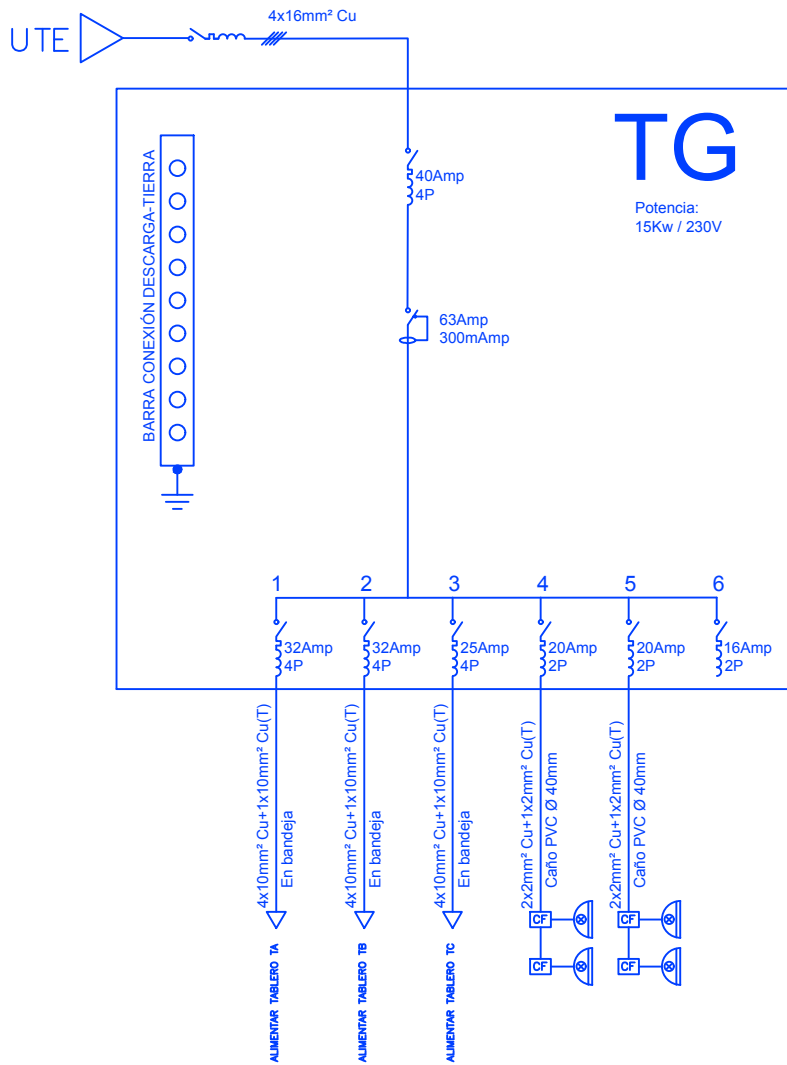 UTE
4x16mm² Cu
TG
Potencia:
15Kw / 230V
BARRA CONEXIÓN DESCARGA-TIERRA
40Amp
4P
63Amp
300mAmp
1
2
3
4
5
6
32Amp
4P
32Amp
4P
25Amp
4P
20Amp
2P
20Amp
2P
16Amp
2P
4x10mm² Cu+1x10mm² Cu(T)
En bandeja
4x10mm² Cu+1x10mm² Cu(T)
En bandeja
4x10mm² Cu+1x10mm² Cu(T)
En bandeja
2x2mm² Cu+1x2mm² Cu(T)
Caño PVC Ø 40mm
2x2mm² Cu+1x2mm² Cu(T)
Caño PVC Ø 40mm
CF
CF
CF
CF
ALIMENTAR TABLERO TA
ALIMENTAR TABLERO TB
ALIMENTAR TABLERO TC